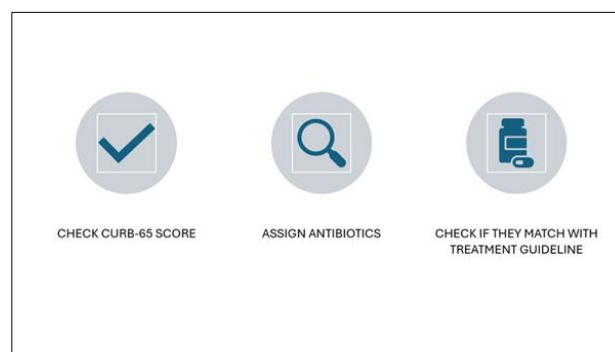 CHECK CURB-65 SCORE
ASSIGN ANTIBIOTICS
CHECK IF THEY MATCH WITH
TREATMENT GUIDELINE